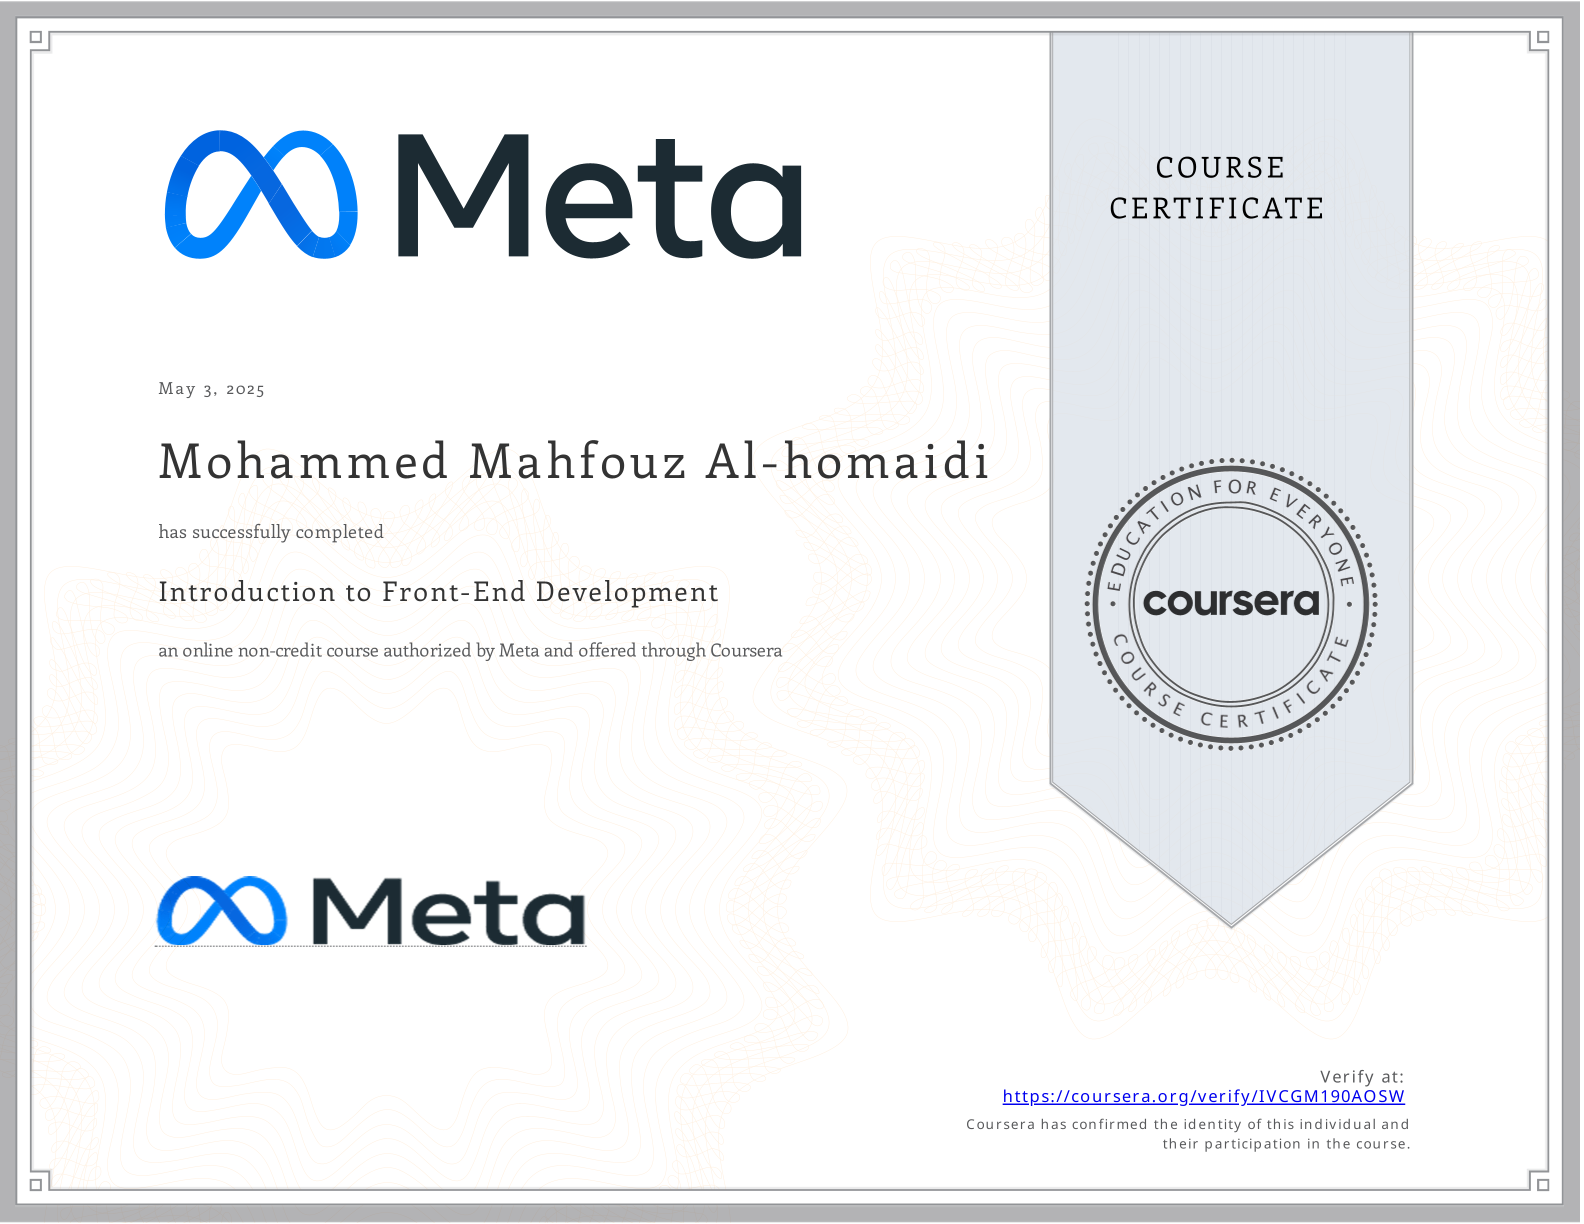 Meta
COURSE
CERTIFICATE
May 3, 2025
Mohammed Mahfouz Al-homaidi
has successfully completed
Introduction to Front-End Development
an online non-credit course authorized by Meta and offered through Coursera
EDUCATION FOR EVERYONE
coursera
COURSE CERTIFICATE
Meta
Verify at:
https://coursera.org/verify/IVCGM190AOSW
Coursera has confirmed the identity of this individual and
their participation in the course.